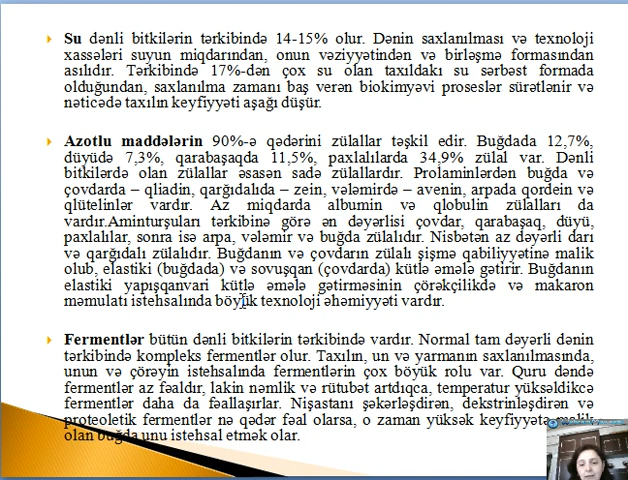 Su dənli bitkilərin tərkibində 14-15% olur. Dənin saxlanılması və texnoloji
xassələri suyun miqdarından, onun vəziyyətindən və birləşmə formasından
asılıdır. Tərkibində 17%-dən çox su olan taxıldakı su sərbəst formada
olduğundan, saxlanılma zamanı baş verən biokimyəvi proseslər sürətlənir və
nəticədə taxılın keyfiyyəti aşağı düşür.
Azotlu maddələrin 90%-ə qədərini zülallar təşkil edir. Buğdada 12,7%,
düyüdə 7,3%, qarabaşaqda 11,5%, paxlalılarda 34,9% zülal var. Dənli
bitkilərdə olan zülallar əsasən sadə zülallardır. Prolaminlərdən buğda və
çovdarda – qliadin, qarğıdalıda – zein, vələmirdə – avenin, arpada qordein və
qlütelinlər vardır. Az miqdarda albumin və qlobulin zülalları da
vardır.Aminturşuları tərkibinə görə ən dəyərlisi çovdar, qarabaşaq, düyü,
paxlalılar, sonra isə arpa, vələmir və buğda zülalıdır. Nisbətən az dəyərli darı
və qarğıdalı zülalıdır. Buğdanın və çovdarın zülalı şişmə qabiliyyətinə malik
olub, elastiki (buğdada) və sovuşqan (çovdarda) kütlə əmələ gətirir. Buğdanın
elastiki yapışqanvari kütlə əmələ gətirməsinin çörəkçilikdə və makaron
məmulatı istehsalında böyük texnoloji əhəmiyyəti vardır.
Fermentlər bütün dənli bitkilərin tərkibində vardır. Normal tam dəyərli dənin
tərkibində kompleks fermentlər olur. Taxılın, un və yarmanın saxlanılmasında,
unun və çörəyin istehsalında fermentlərin çox böyük rolu var. Quru dəndə
fermentlər az fəaldır, lakin nəmlik və rütubət artdıqca, temperatur yüksəldikcə
fermentlər daha da fəallaşırlar. Nişastanı şəkərləşdirən, dekstrinləşdirən və
proteoletik fermentlər nə qədər fəal olarsa, o zaman yüksək keyfiyyətə malik
olan buğda unu istehsal etmək olar.